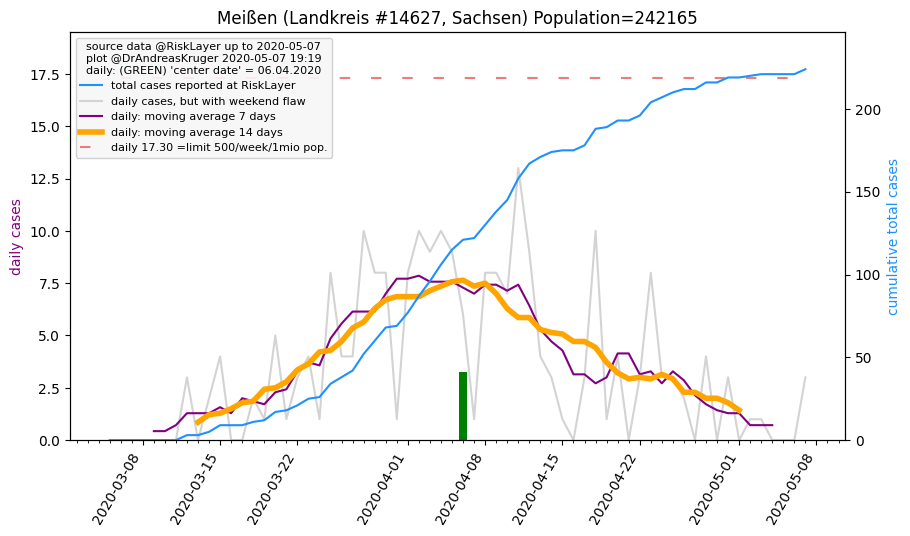 Meißen (Landkreis #14627, Sachsen) Population=242165
source data @RiskLayer up to 2020-05-07
plot @DrAndreasKruger 2020-05-07 19:19
daily: (GREEN) 'center date' = 06.04.2020
total cases reported at RiskLayer
daily cases, but with weekend flaw
daily: moving average 7 days
daily: moving average 14 days
daily 17.30 =limit 500/week/1mio pop.
daily cases
17.5
15.0
12.5
10.0
7.5
5.0
2.5
0.0
cumulative total cases
200
150
100
50
0
2020-03-08
2020-03-15
2020-03-22
2020-04-01
2020-04-08
2020-04-15
2020-04-22
2020-05-01
2020-05-08